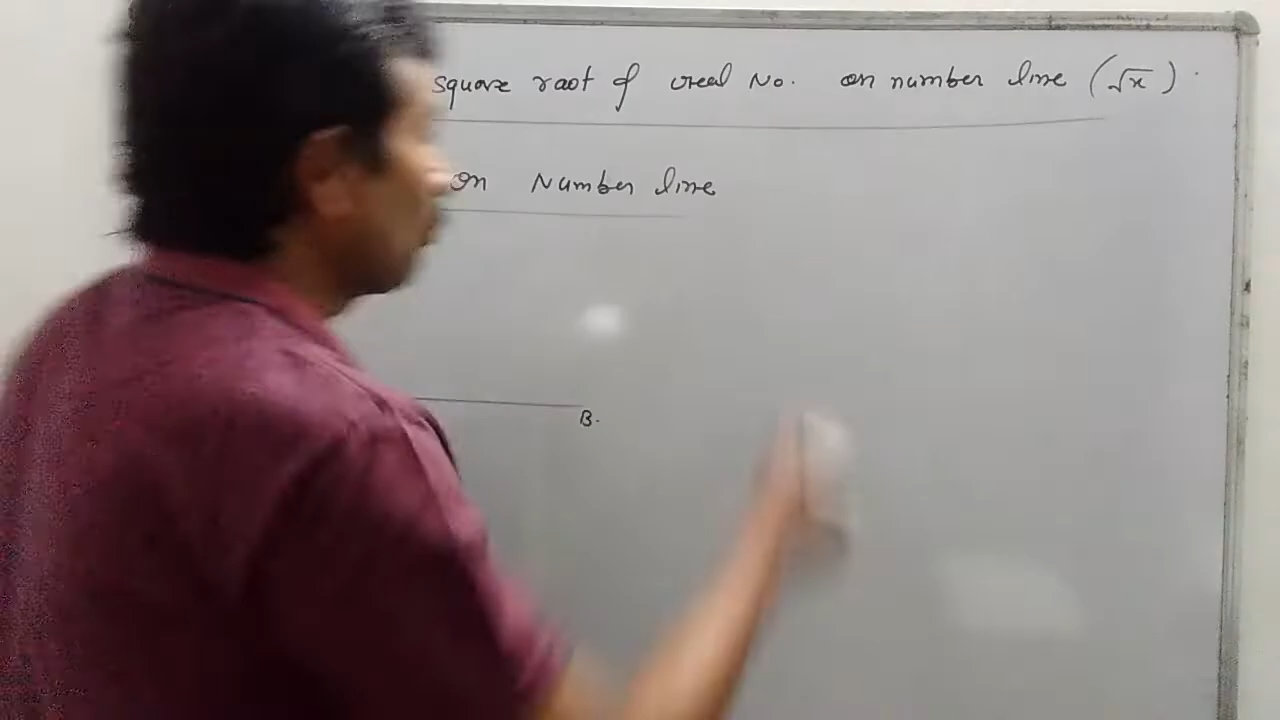 square root of real No. on number line (√x).
on Number line
B.